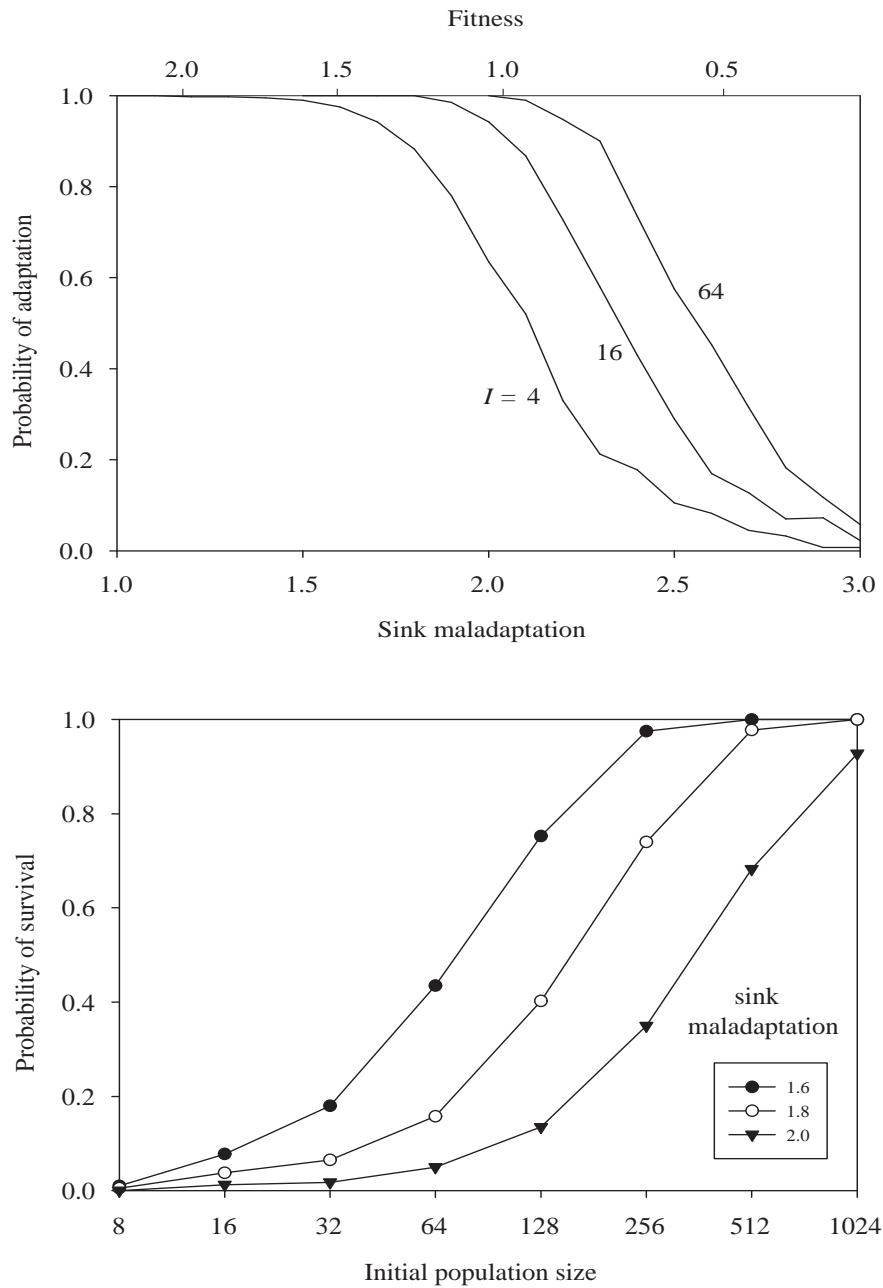 Fitness
2.0 1.5 1.0 0.5
1.0
0.8
0.6
0.4
0.2
0.0
Probability of adaptation
64
16
I = 4
1.0 1.5 2.0 2.5 3.0
Sink maladaptation
1.0
0.8
0.6
0.4
0.2
0.0
Probability of survival
sink
maladaptation
1.6
1.8
2.0
8 16 32 64 128 256 512 1024
Initial population size